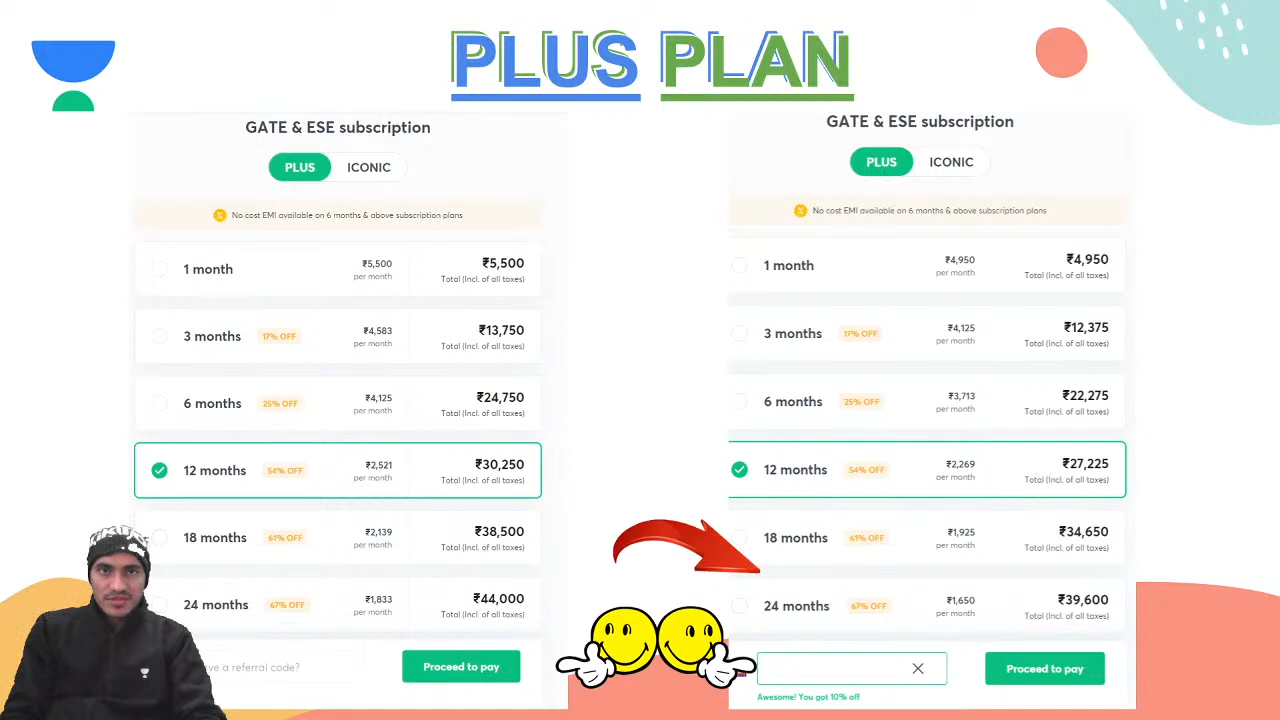 PLUS PLAN
GATE & ESE subscription
PLUS ICONIC
No cost EMI available on 6 months & above subscription plans
1 month ₹5,500 per month ₹5,500 Total (Incl. of all taxes)
3 months 17% OFF ₹4,583 per month ₹13,750 Total (Incl. of all taxes)
6 months 25% OFF ₹4,125 per month ₹24,750 Total (Incl. of all taxes)
12 months 54% OFF ₹2,521 per month ₹30,250 Total (Incl. of all taxes)
18 months 61% OFF ₹2,139 per month ₹38,500 Total (Incl. of all taxes)
24 months 67% OFF ₹1,833 per month ₹44,000 Total (Incl. of all taxes)
a referral code? Proceed to pay
GATE & ESE subscription
PLUS ICONIC
No cost EMI available on 6 months & above subscription plans
1 month ₹4,950 per month ₹4,950 Total (Incl. of all taxes)
3 months 17% OFF ₹4,125 per month ₹12,375 Total (Incl. of all taxes)
6 months 25% OFF ₹3,713 per month ₹22,275 Total (Incl. of all taxes)
12 months 54% OFF ₹2,269 per month ₹27,225 Total (Incl. of all taxes)
18 months 61% OFF ₹1,925 per month ₹34,650 Total (Incl. of all taxes)
24 months 67% OFF ₹1,650 per month ₹39,600 Total (Incl. of all taxes)
Proceed to pay
Awesome! You got 10% off